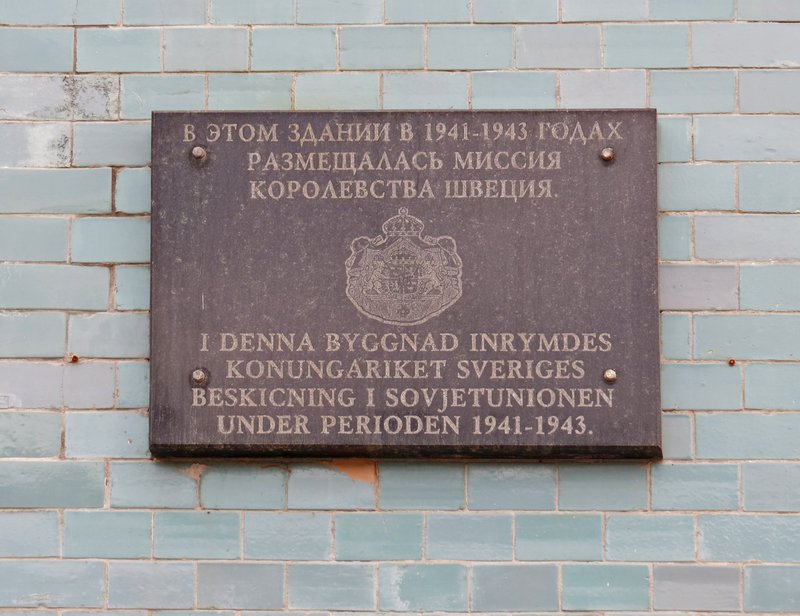 В ЭТОМ ЗДАНИИ В 1941-1943 ГОДАХ
РАЗМЕЩАЛАСЬ МИССИЯ
КОРОЛЕВСТВА ШВЕЦИЯ.
I DENNA BYGGNAD INRYMDES
KONUNGARIKET SVERIGES
BESKICNING I SOVJETUNIONEN
UNDER PERIODEN 1941-1943.